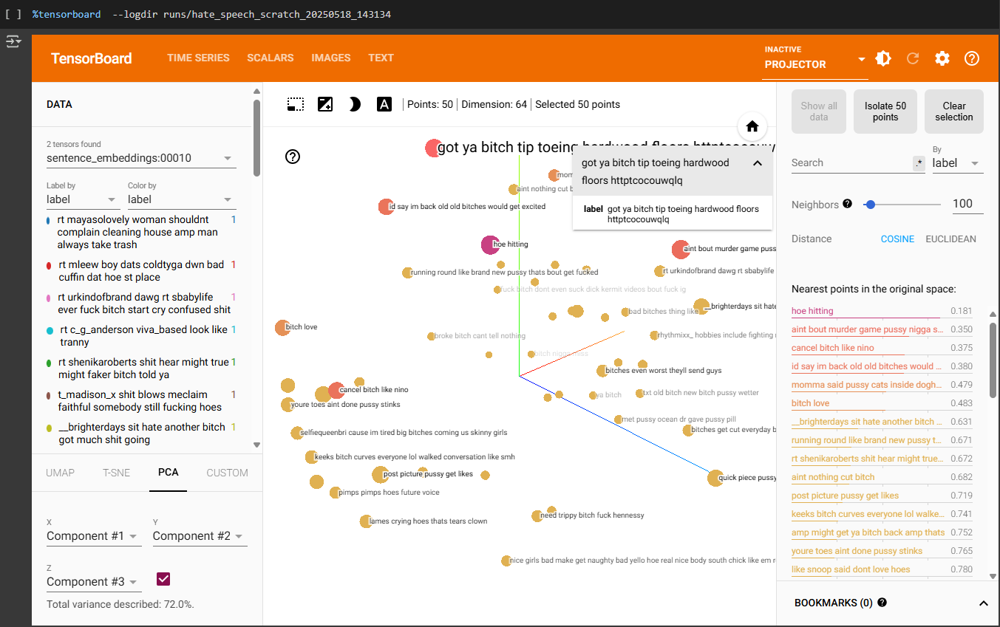 [ ] %tensorboard --logdir runs/hate_speech_scratch_20250518_143134
TensorBoard
TIME SERIES
SCALARS
IMAGES
TEXT
INACTIVE
PROJECTOR
DATA
2 tensors found
sentence_embeddings:00010
Label by
label
Color by
label
rt mayasolovely woman shouldnt 1
complain cleaning house amp man
always take trash
rt mleew boy dats coldtyga dwn bad 1
cuffin dat hoe st place
rt urkindofbrand dawg rt sbabylife 1
ever fuck bitch start cry confused shit
rt c_g_anderson viva_based look like 1
tranny
rt shenikaroberts shit hear might true 1
might faker bitch told ya
t_madison_x shit blows meclaim 1
faithful somebody still fucking hoes
__brighterdays sit hate another bitch 1
got much shit going
UMAP
T-SNE
PCA
CUSTOM
X
Component #1
Y
Component #2
Z
Component #3
Total variance described: 72.0%.
A
Points: 50
Dimension: 64
Selected 50 points
got ya bitch tip toeing hardwood floors httptcocouw
mom
aint nothing cut b
id say im back old old bitches would get excited
hoe hitting
aint bout murder game puss
running round like brand new pussy thats bout get fucked
rt urkindofbrand dawg rt sbabylife
fuck bitch dont even suck dick kermit videos bout fuck ig
__brighterdays sit hate
bad bitches thing like
bitch love
broke bitch cant tell nothing
rhythmixx_ hobbies include fighting
bitch nigga miss
bitches even worst theyll send guys
cancel bitch like nino
ya bitch
txt old bitch new bitch pussy wetter
youre toes aint done pussy stinks
met pussy ocean dr gave pussy pill
bitches get cut everyday b
selfiequeenbri cause im tired big bitches coming us skinny girls
keeks bitch curves everyone lol walked conversation like smh
post picture pussy get likes
quick piece pussy
pimps pimps hoes future voice
need trippy bitch fuck hennessy
lames crying hoes thats tears clown
nice girls bad make get naughty bad yello hoe real nice body south chick like em r
got ya bitch tip toeing hardwood
floors httptcocouwqlq
label got ya bitch tip toeing hardwood floors
httptcocouwqlq
Show all
data
Isolate 50
points
Clear
selection
Search
.*
By
label
Neighbors
100
Distance
COSINE
EUCLIDEAN
Nearest points in the original space:
hoe hitting 0.181
aint bout murder game pussy nigga s... 0.350
cancel bitch like nino 0.375
id say im back old old bitches would ... 0.380
momma said pussy cats inside dogh... 0.479
bitch love 0.483
__brighterdays sit hate another bitch ... 0.631
running round like brand new pussy t... 0.671
rt shenikaroberts shit hear might true... 0.672
aint nothing cut bitch 0.682
post picture pussy get likes 0.719
keeks bitch curves everyone lol walke... 0.741
amp might get ya bitch back amp thats 0.752
youre toes aint done pussy stinks 0.765
like snoop said dont love hoes 0.780
BOOKMARKS (0)